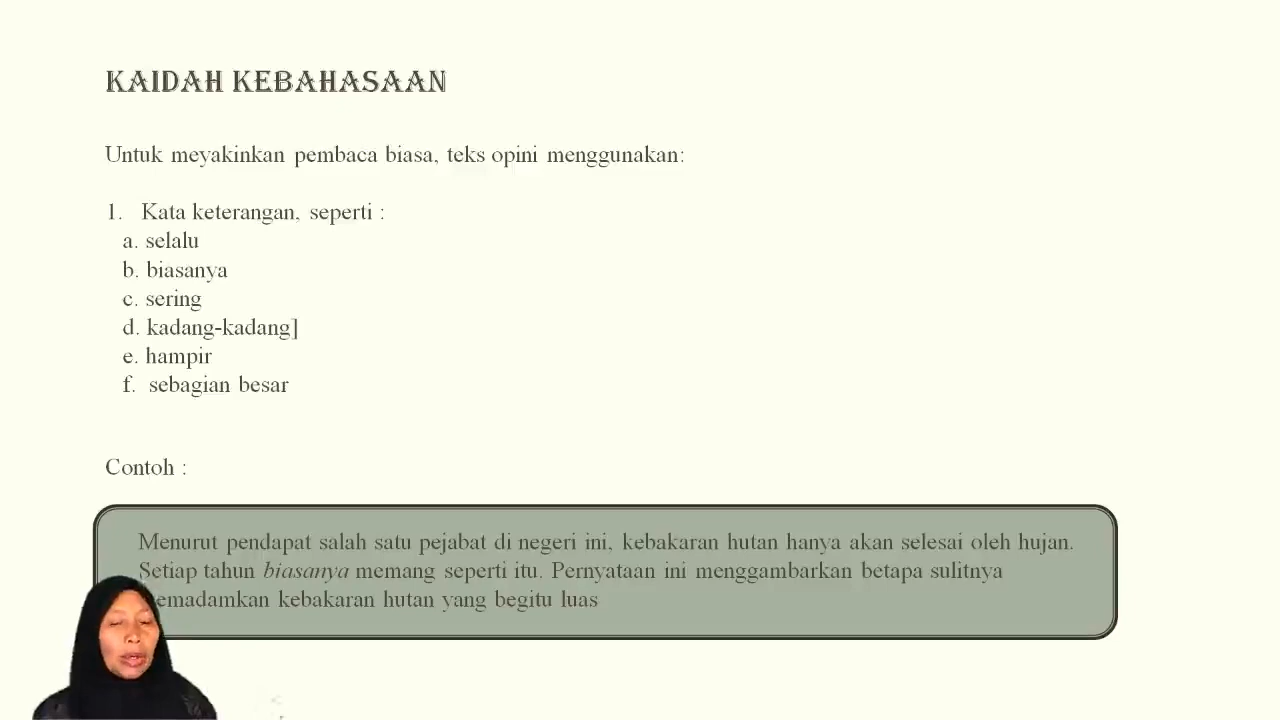 KAIDAH KEBAHASAAN
Untuk meyakinkan pembaca biasa, teks opini menggunakan:
1. Kata keterangan, seperti :
a. selalu
b. biasanya
c. sering
d. kadang-kadang]
e. hampir
f. sebagian besar
Contoh :
Menurut pendapat salah satu pejabat di negeri ini, kebakaran hutan hanya akan selesai oleh hujan.
Setiap tahun biasanya memang seperti itu. Pernyataan ini menggambarkan betapa sulitnya
kebakaran hutan yang begitu luas